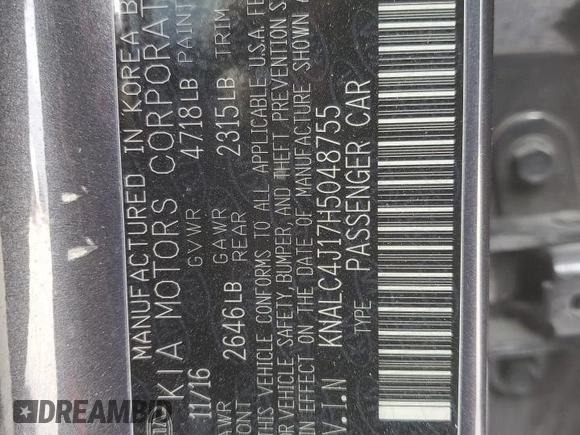 MANUFACTURED IN KOREA B
KIA MOTORS CORPORAT
11/16 GVWR 4718LB PAINT
AWR GAWR
ONT 2646LB REAR 2315LB TRIM
THIS VEHICLE CONFORMS TO ALL APPLICABLE U.S.A. FE
R VEHICLE SAFETY, BUMPER, AND THEFT PREVENTION S
IN EFFECT ON THE DATE OF MANUFACTURE SHOWN A
V.I.N KNALC4J17H5048755
TYPE PASSENGER CAR
DREAMBID